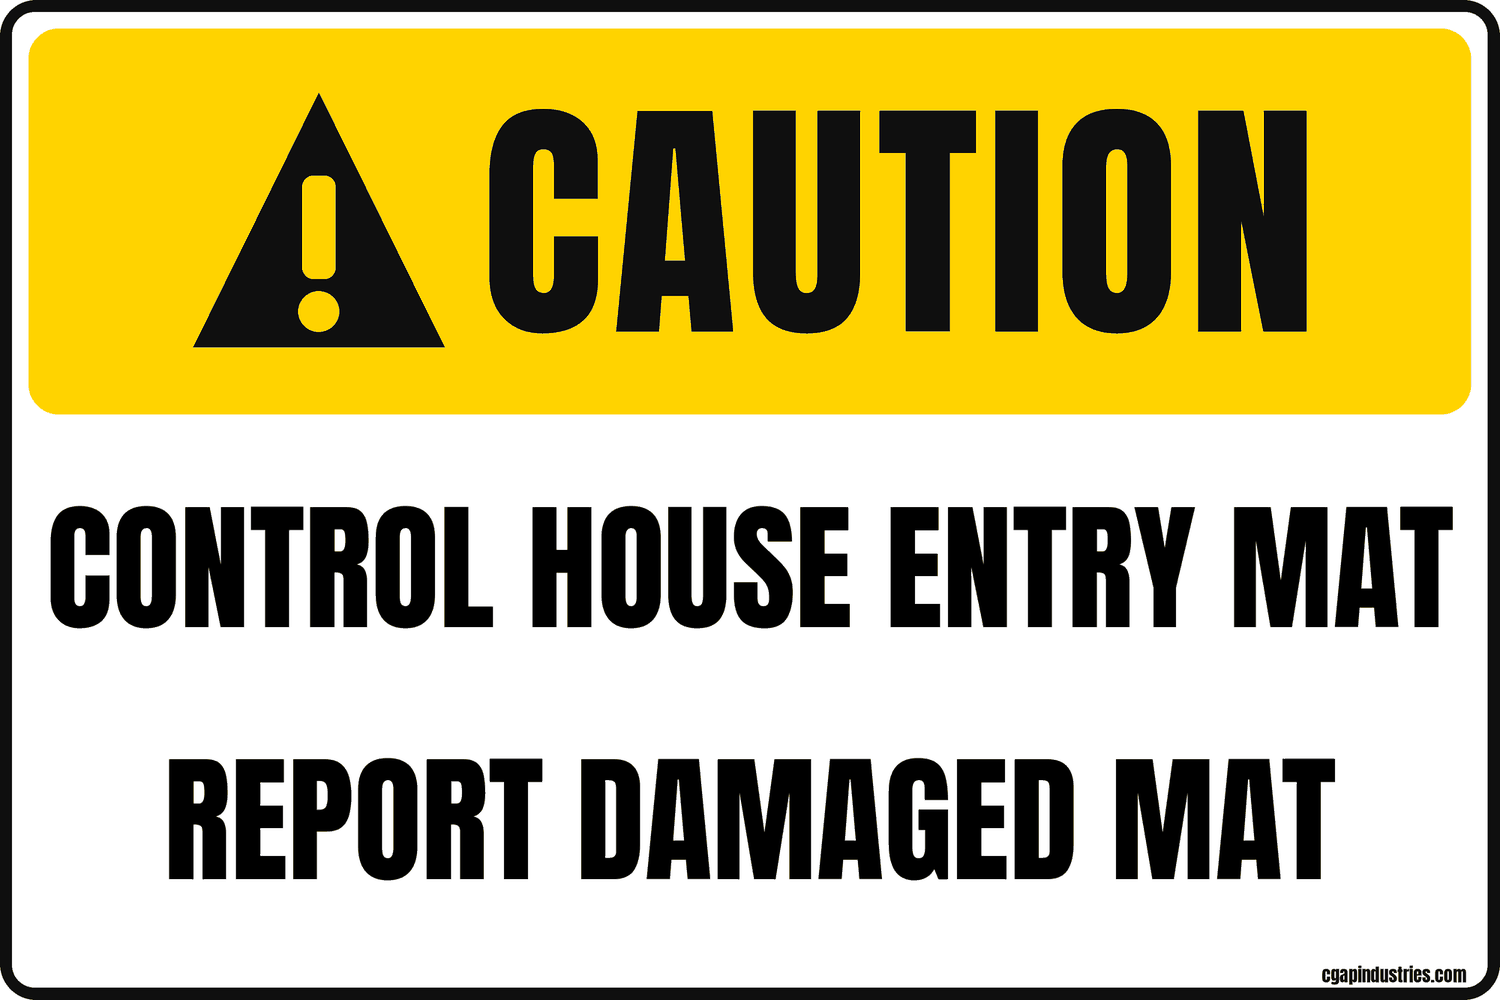 CAUTION
CONTROL HOUSE ENTRY MAT
REPORT DAMAGED MAT
cgapindustries.com